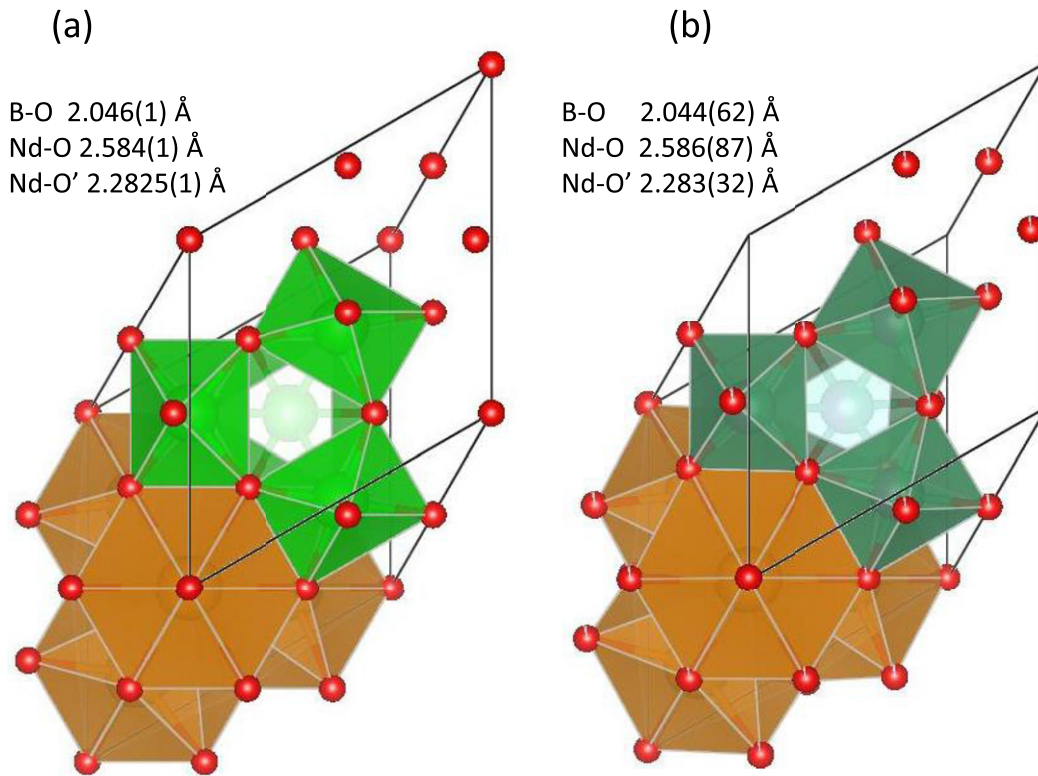 (a)
B-O 2.046(1) Å
Nd-O 2.584(1) Å
Nd-O’ 2.2825(1) Å
(b)
B-O 2.044(62) Å
Nd-O 2.586(87) Å
Nd-O’ 2.283(32) Å